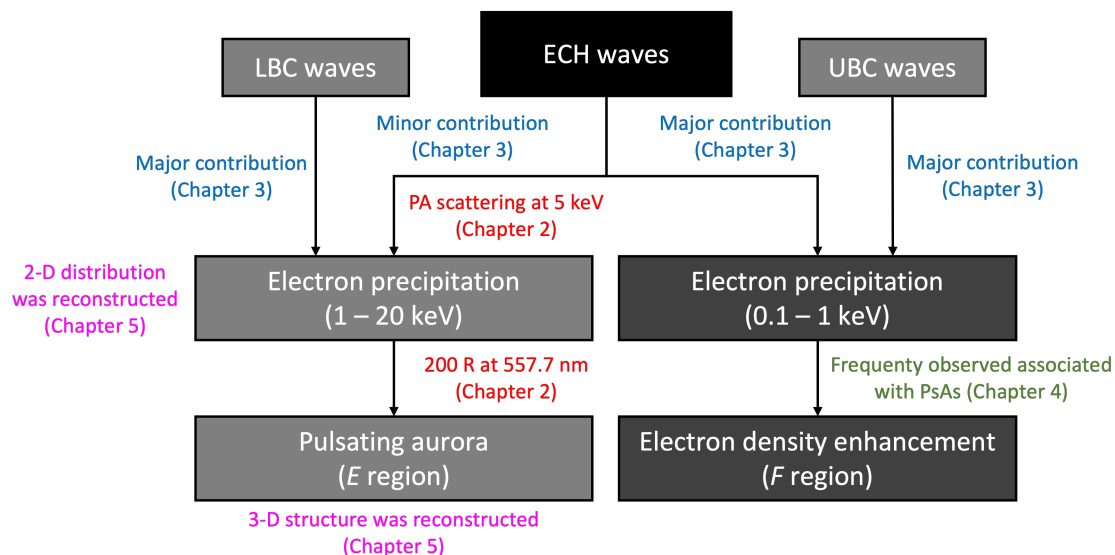 LBC waves
ECH waves
UBC waves
Minor contribution
(Chapter 3)
Major contribution
(Chapter 3)
Major contribution
(Chapter 3)
Major contribution
(Chapter 3)
PA scattering at 5 keV
(Chapter 2)
2-D distribution
was reconstructed
(Chapter 5)
Electron precipitation
(1 – 20 keV)
Electron precipitation
(0.1 – 1 keV)
200 R at 557.7 nm
(Chapter 2)
Frequenty observed associated
with PsAs (Chapter 4)
Pulsating aurora
(E region)
Electron density enhancement
(F region)
3-D structure was reconstructed
(Chapter 5)